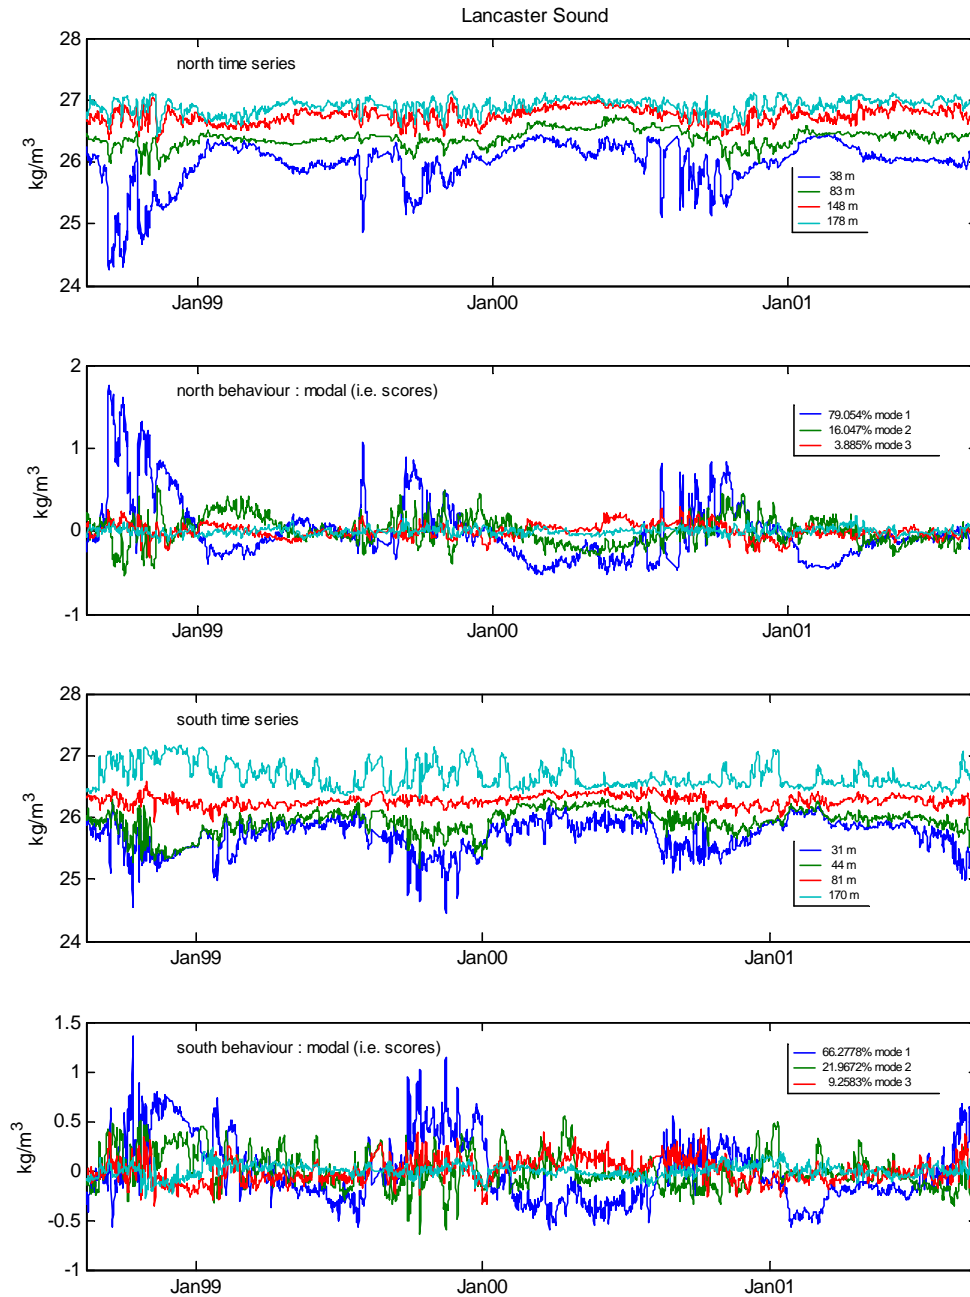 Lancaster Sound
28
27
26
25
24
kg/m3
north time series
38 m
83 m
148 m
178 m
Jan99
Jan00
Jan01
2
1
0
-1
kg/m3
north behaviour : modal (i.e. scores)
79.054% mode 1
16.047% mode 2
3.885% mode 3
Jan99
Jan00
Jan01
28
27
26
25
24
kg/m3
south time series
31 m
44 m
81 m
170 m
Jan99
Jan00
Jan01
1.5
1
0.5
0
-0.5
-1
kg/m3
south behaviour : modal (i.e. scores)
66.2778% mode 1
21.9672% mode 2
9.2583% mode 3
Jan99
Jan00
Jan01